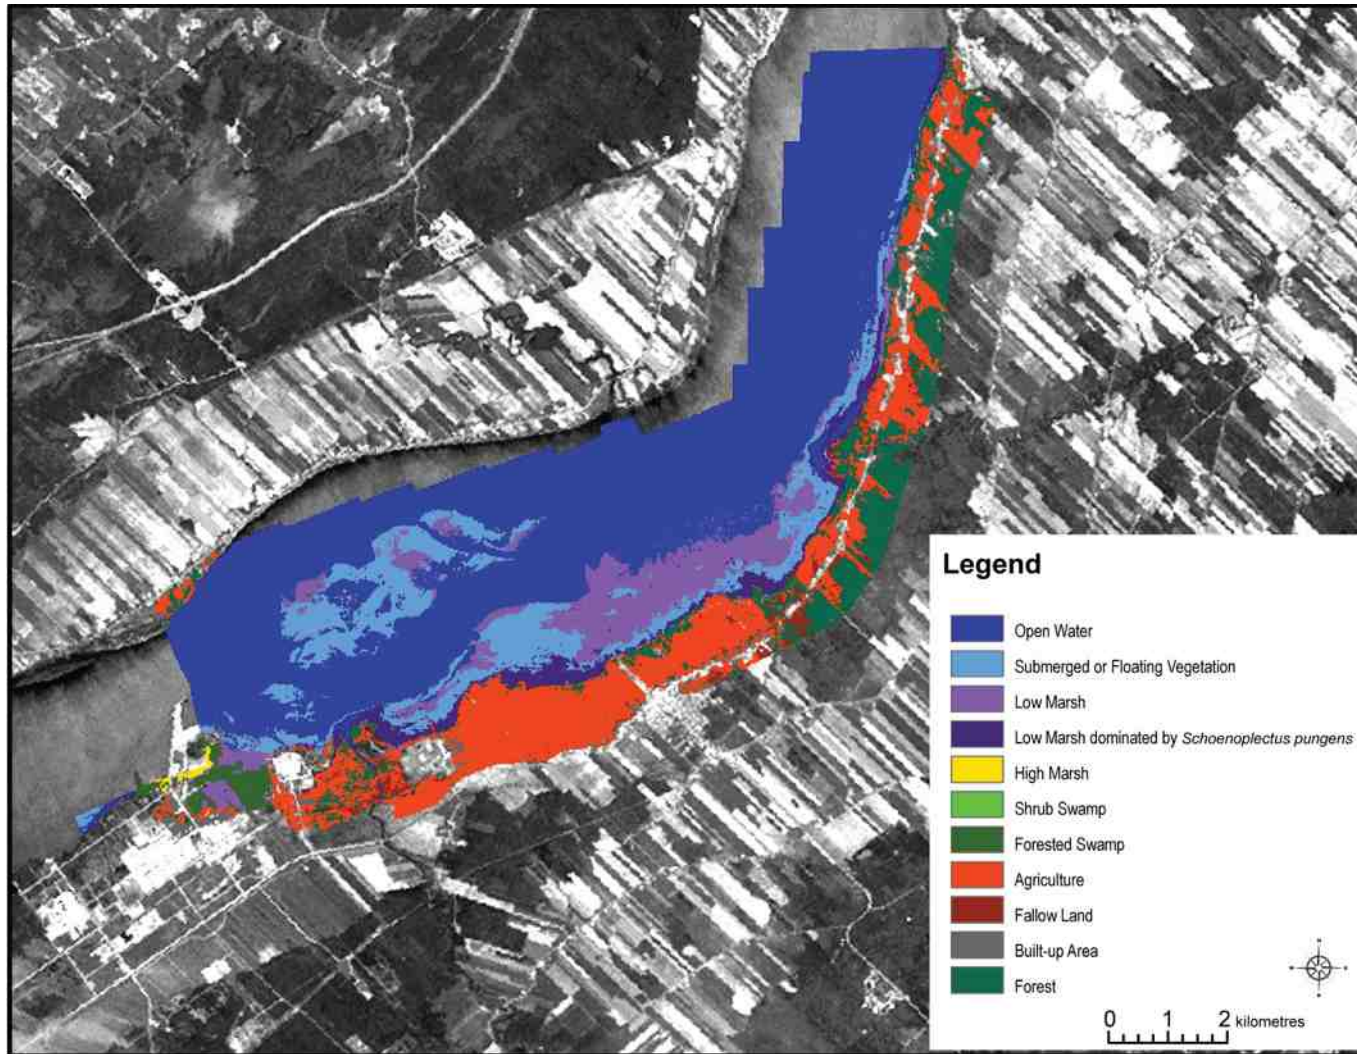 Legend
Open Water
Submerged or Floating Vegetation
Low Marsh
Low Marsh dominated by Schoenoplectus pungens
High Marsh
Shrub Swamp
Forested Swamp
Agriculture
Fallow Land
Built-up Area
Forest
0 1 2 kilometres